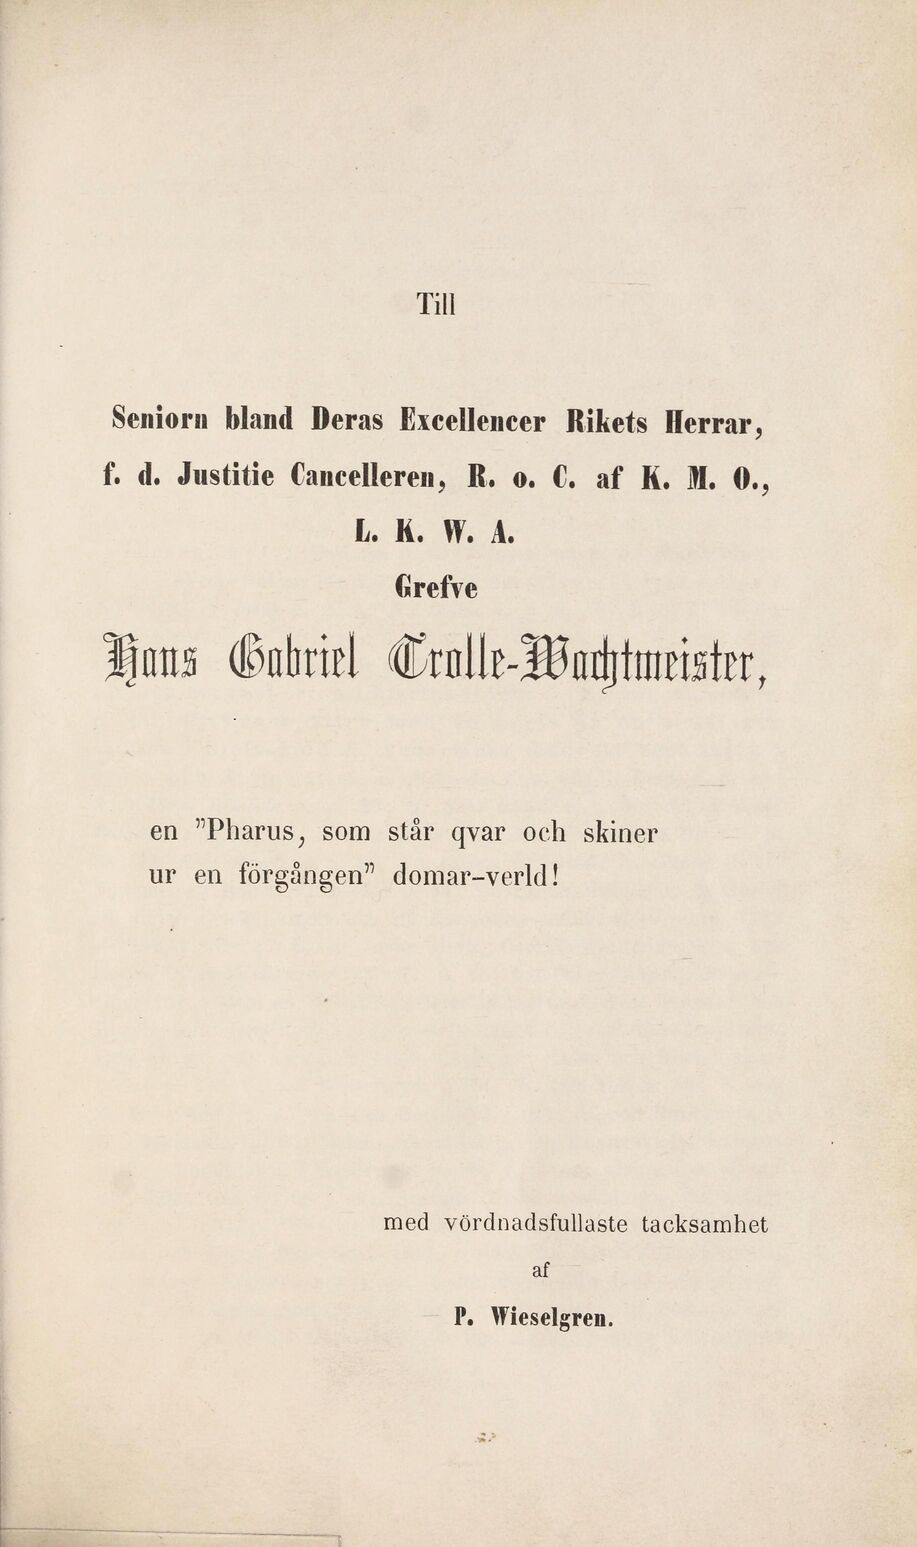 Till
Seniorn bland Deras Excellencer Rikets Herrar,
f. d. Justitie Cancelleren, R. o. C. af K. M. O.,
L. K. W. A.
Grefve
Hans Gabriel Trolle-Wachtmeister,
en ”Pharus, som står qvar och skiner
ur en förgången” domar-verld!
med vördnadsfullaste tacksamhet
af
P. Wieselgren.